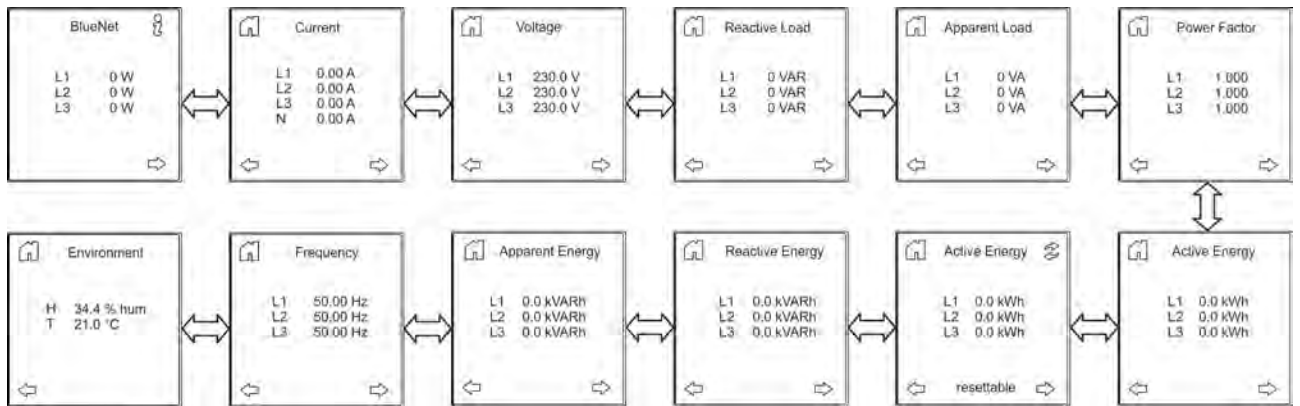 BlueNet
L1 0 W
L2 0 W
L3 0 W
Current
L1 0.00 A
L2 0.00 A
L3 0.00 A
N 0.00 A
Voltage
L1 230.0 V
L2 230.0 V
L3 230.0 V
Reactive Load
L1 0 VAR
L2 0 VAR
L3 0 VAR
Apparent Load
L1 0 VA
L2 0 VA
L3 0 VA
Power Factor
L1 1.000
L2 1.000
L3 1.000
Environment
H 34.4 % hum
T 21.0 °C
Frequency
L1 50.00 Hz
L2 50.00 Hz
L3 50.00 Hz
Apparent Energy
L1 0.0 kVARh
L2 0.0 kVARh
L3 0.0 kVARh
Reactive Energy
L1 0.0 kVARh
L2 0.0 kVARh
L3 0.0 kVARh
Active Energy
L1 0.0 kWh
L2 0.0 kWh
L3 0.0 kWh
resettable
Active Energy
L1 0.0 kWh
L2 0.0 kWh
L3 0.0 kWh